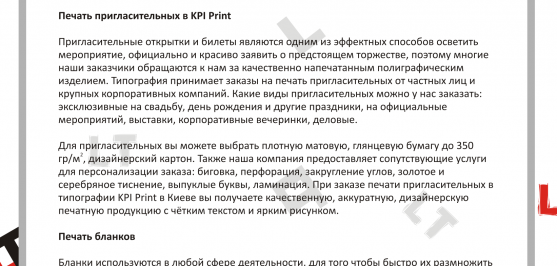 Печать пригласительных в KPI Print
Пригласительные открытки и билеты являются одним из эффектных способов осветить
мероприятие, официально и красиво заявить о предстоящем торжестве, поэтому многие
наши заказчики обращаются к нам за качественно напечатанным полиграфическим
изделием. Типография принимает заказы на печать пригласительных от частных лиц и
крупных корпоративных компаний. Какие виды пригласительных можно у нас заказать:
эксклюзивные на свадьбу, день рождения и другие праздники, на официальные
мероприятий, выставки, корпоративные вечеринки, деловые.
Для пригласительных вы можете выбрать плотную матовую, глянцевую бумагу до 350
гр/м², дизайнерский картон. Также наша компания предоставляет сопутствующие услуги
для персонализации заказа: биговка, перфорация, закругление углов, золотое и
серебряное тиснение, выпуклые буквы, ламинация. При заказе печати пригласительных в
типографии KPI Print в Киеве вы получаете качественную, аккуратную, дизайнерскую
печатную продукцию с чётким текстом и ярким рисунком.
Печать бланков
Бланки используются в любой сфере деятельности, для того чтобы быстро их размножить